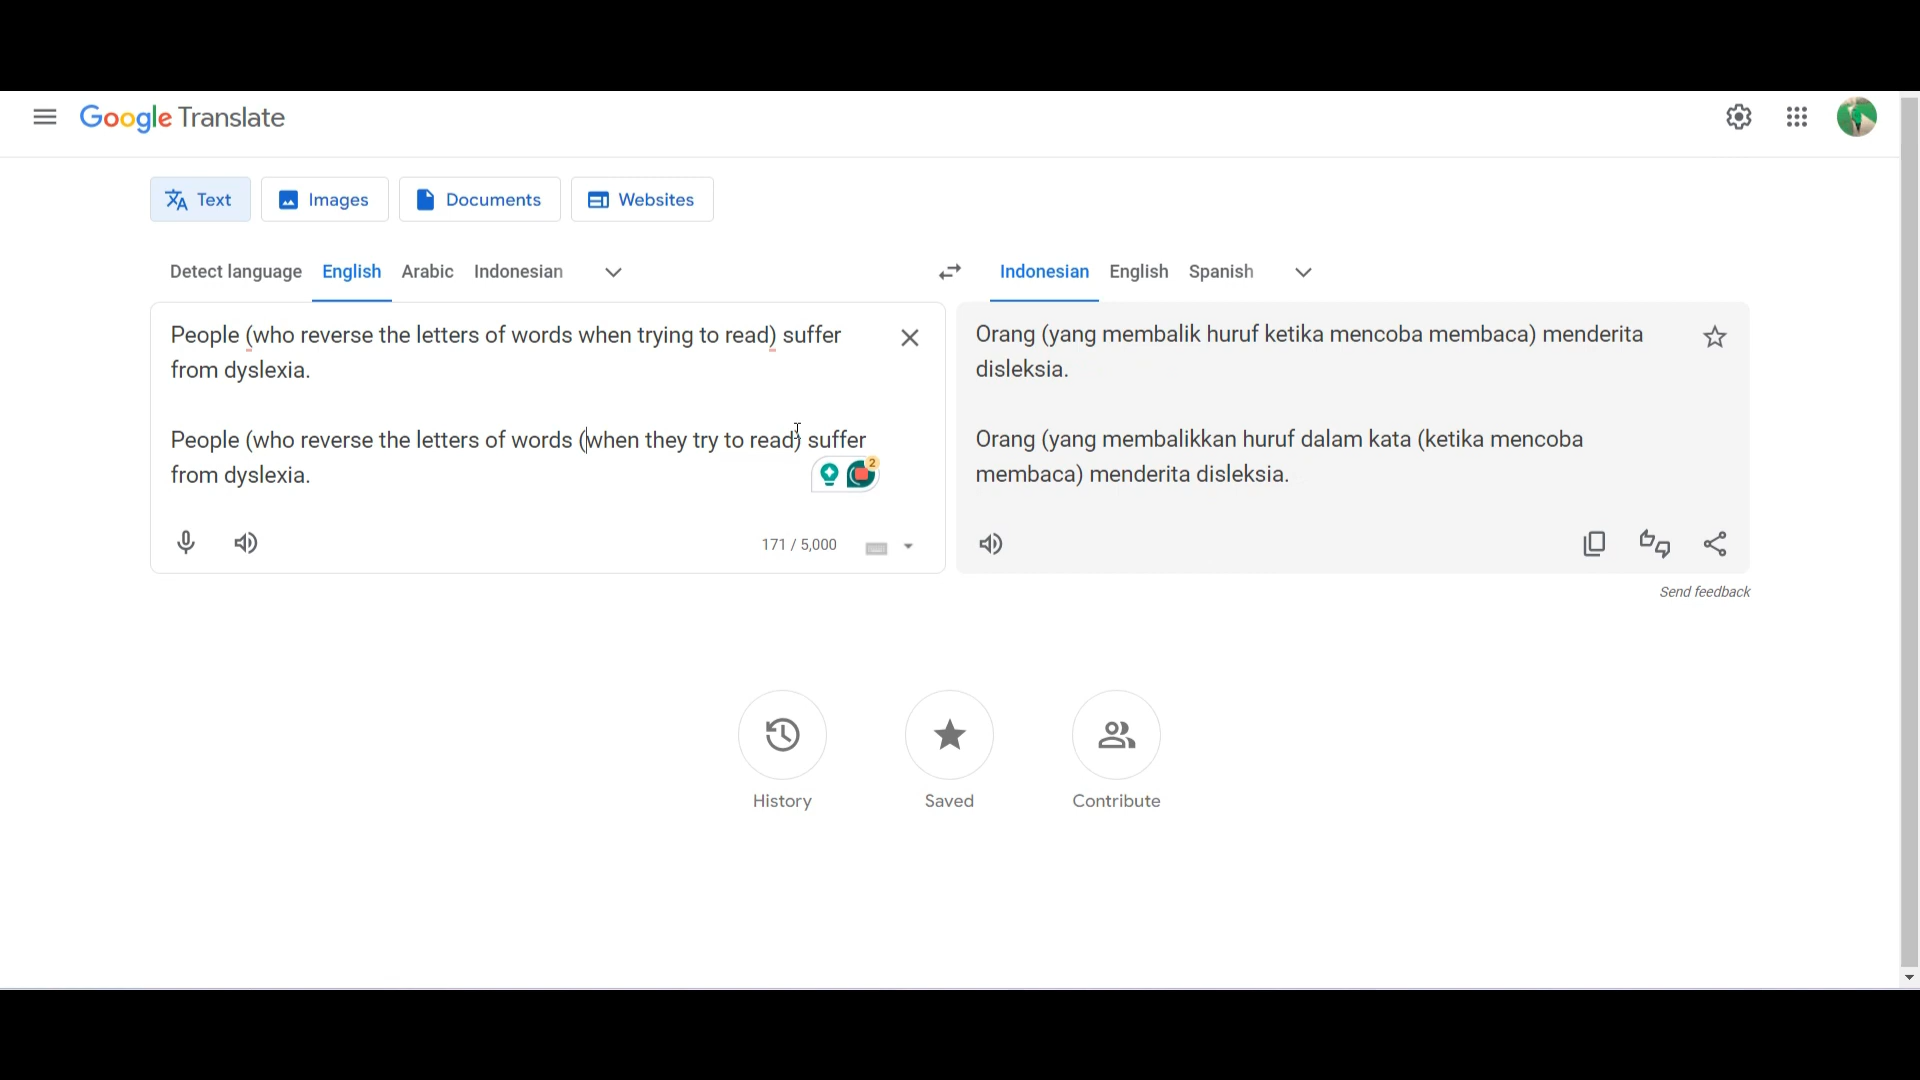 Google Translate
Text
Images
Documents
Websites
Detect language
English
Arabic
Indonesian
Indonesian
English
Spanish
People (who reverse the letters of words when trying to read) suffer
from dyslexia.
People (who reverse the letters of words (when they try to read) suffer
from dyslexia.
2
171 / 5,000
Orang (yang membalik huruf ketika mencoba membaca) menderita
disleksia.
Orang (yang membalikkan huruf dalam kata (ketika mencoba
membaca) menderita disleksia.
Send feedback
History
Saved
Contribute